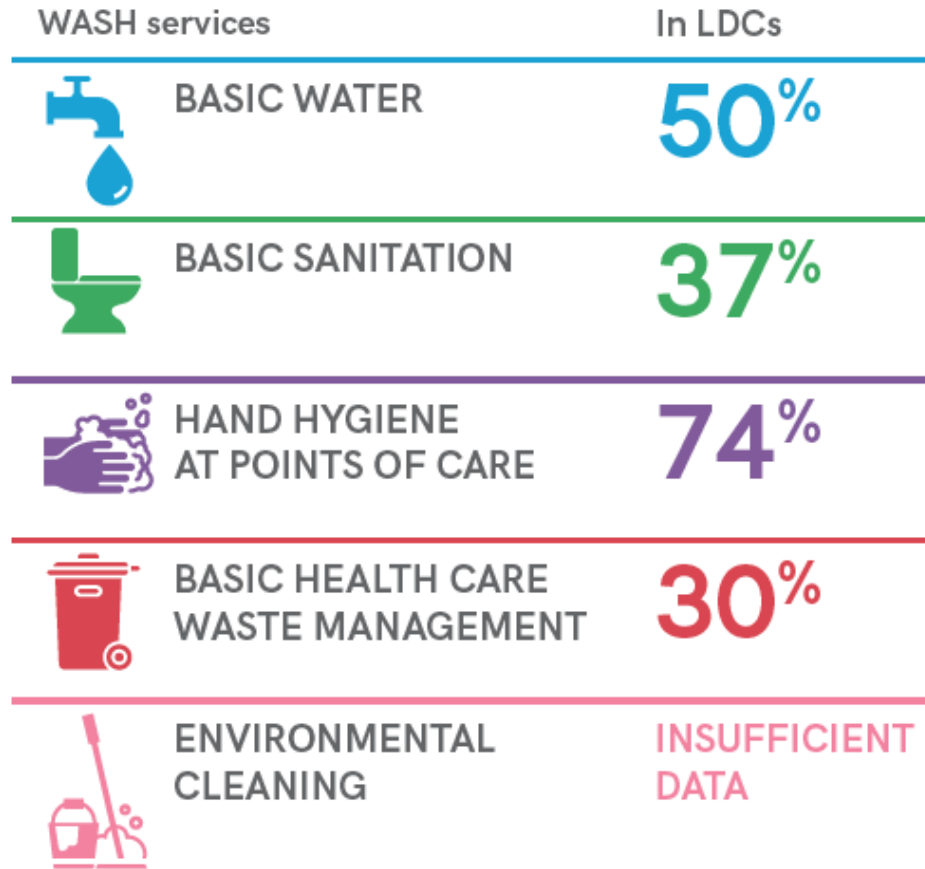 WASH services In LDCs
BASIC WATER 50%
BASIC SANITATION 37%
HAND HYGIENE
AT POINTS OF CARE 74%
BASIC HEALTH CARE
WASTE MANAGEMENT 30%
ENVIRONMENTAL
CLEANING
INSUFFICIENT
DATA